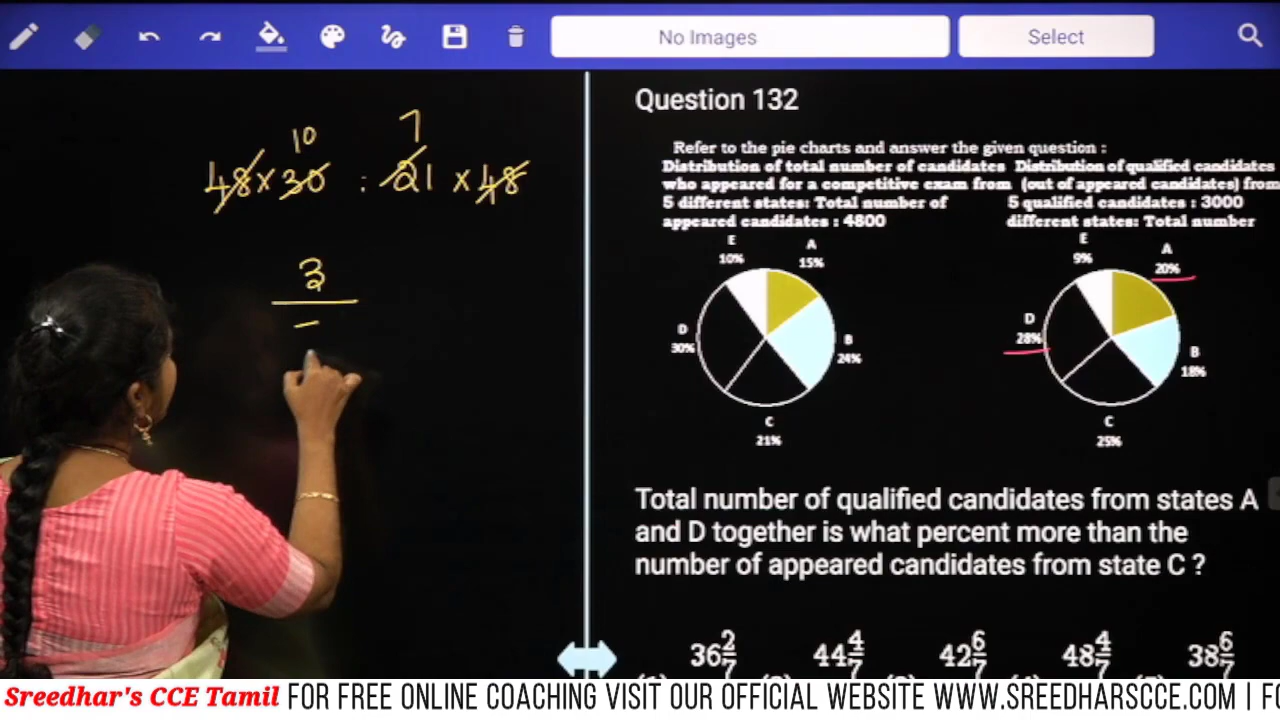 No Images
Select
10
7
48 × 30 : 21 × 48
3
Question 132
Refer to the pie charts and answer the given question :
Distribution of total number of candidates
who appeared for a competitive exam from
5 different states: Total number of
appeared candidates : 4800
Distribution of qualified candidates
(out of appeared candidates) from
5 qualified candidates : 3000
different states: Total number
E
10%
A
15%
D
30%
B
24%
C
21%
E
9%
A
20%
D
28%
B
18%
C
25%
Total number of qualified candidates from states A
and D together is what percent more than the
number of appeared candidates from state C ?
36 2/7 44 4/7 42 6/7 48 4/7 38 6/7
Sreedhar's CCE Tamil FOR FREE ONLINE COACHING VISIT OUR OFFICIAL WEBSITE WWW.SREEDHARSCCE.COM | FO